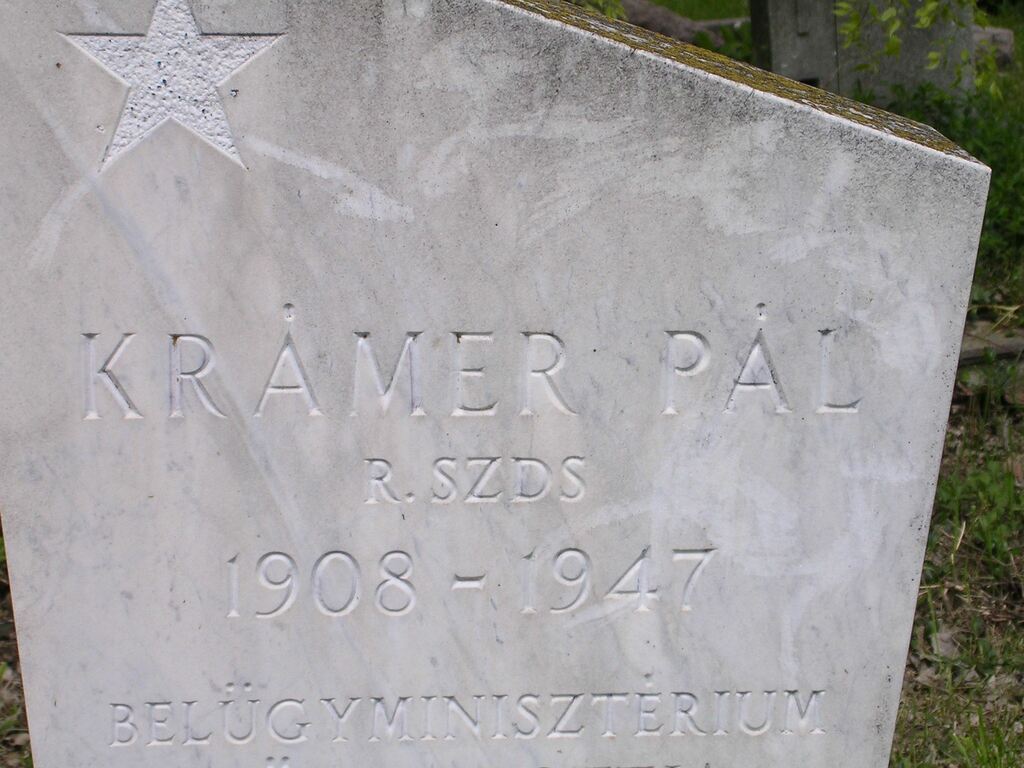 KRÁMER PÁL
R. SZDS
1908 - 1947
BELÜGYMINISZTÉRIUM